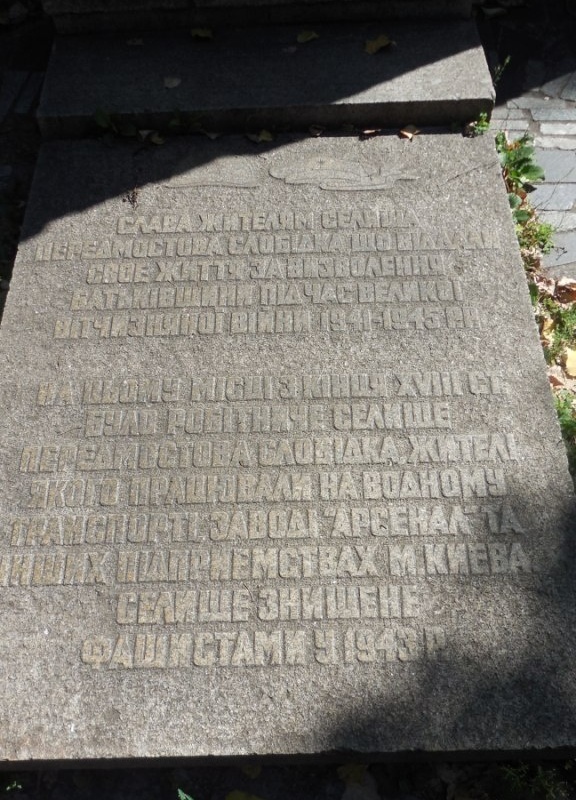 СЛАВА ЖИТЕЛЯМ СЕЛИЩА
ПЕРЕДМОСТОВА СЛОБІДКА ЩО ВІДДАЛИ
СВОЄ ЖИТТЯ ЗА ВИЗВОЛЕННЯ
БАТЬКІВЩИНИ ПІД ЧАС ВЕЛИКОЇ
ВІТЧИЗНЯНОЇ ВІЙНИ 1941-1945 РР.
НА ЦЬОМУ МІСЦІ З КІНЦЯ XVIII СТ.
БУЛО РОБІТНИЧЕ СЕЛИЩЕ
ПЕРЕДМОСТОВА СЛОБІДКА ЖИТЕЛІ
ЯКОГО ПРАЦЮВАЛИ НА ВОДНОМУ
ТРАНСПОРТІ, ЗАВОДІ "АРСЕНАЛ" ТА
ІНШИХ ПІДПРИЄМСТВАХ М. КИЄВА
СЕЛИЩЕ ЗНИЩЕНЕ
ФАШИСТАМИ У 1943 Р.